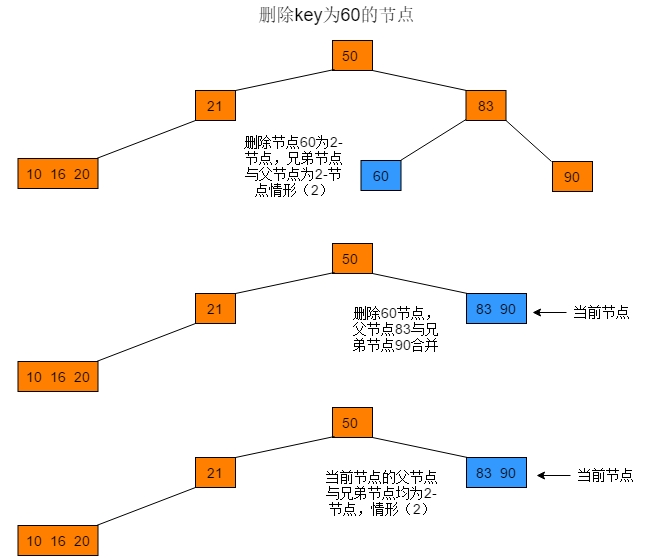 删除key为60的节点
50
21
83
删除节点60为2-
节点，兄弟节点
与父节点为2-节
点情形（2）
10 16 20
60
90
50
21
83 90
当前节点
删除60节点，
父节点83与兄
弟节点90合并
10 16 20
50
21
83 90
当前节点
当前节点的父节点
与兄弟节点均为2-
节点，情形（2）
10 16 20